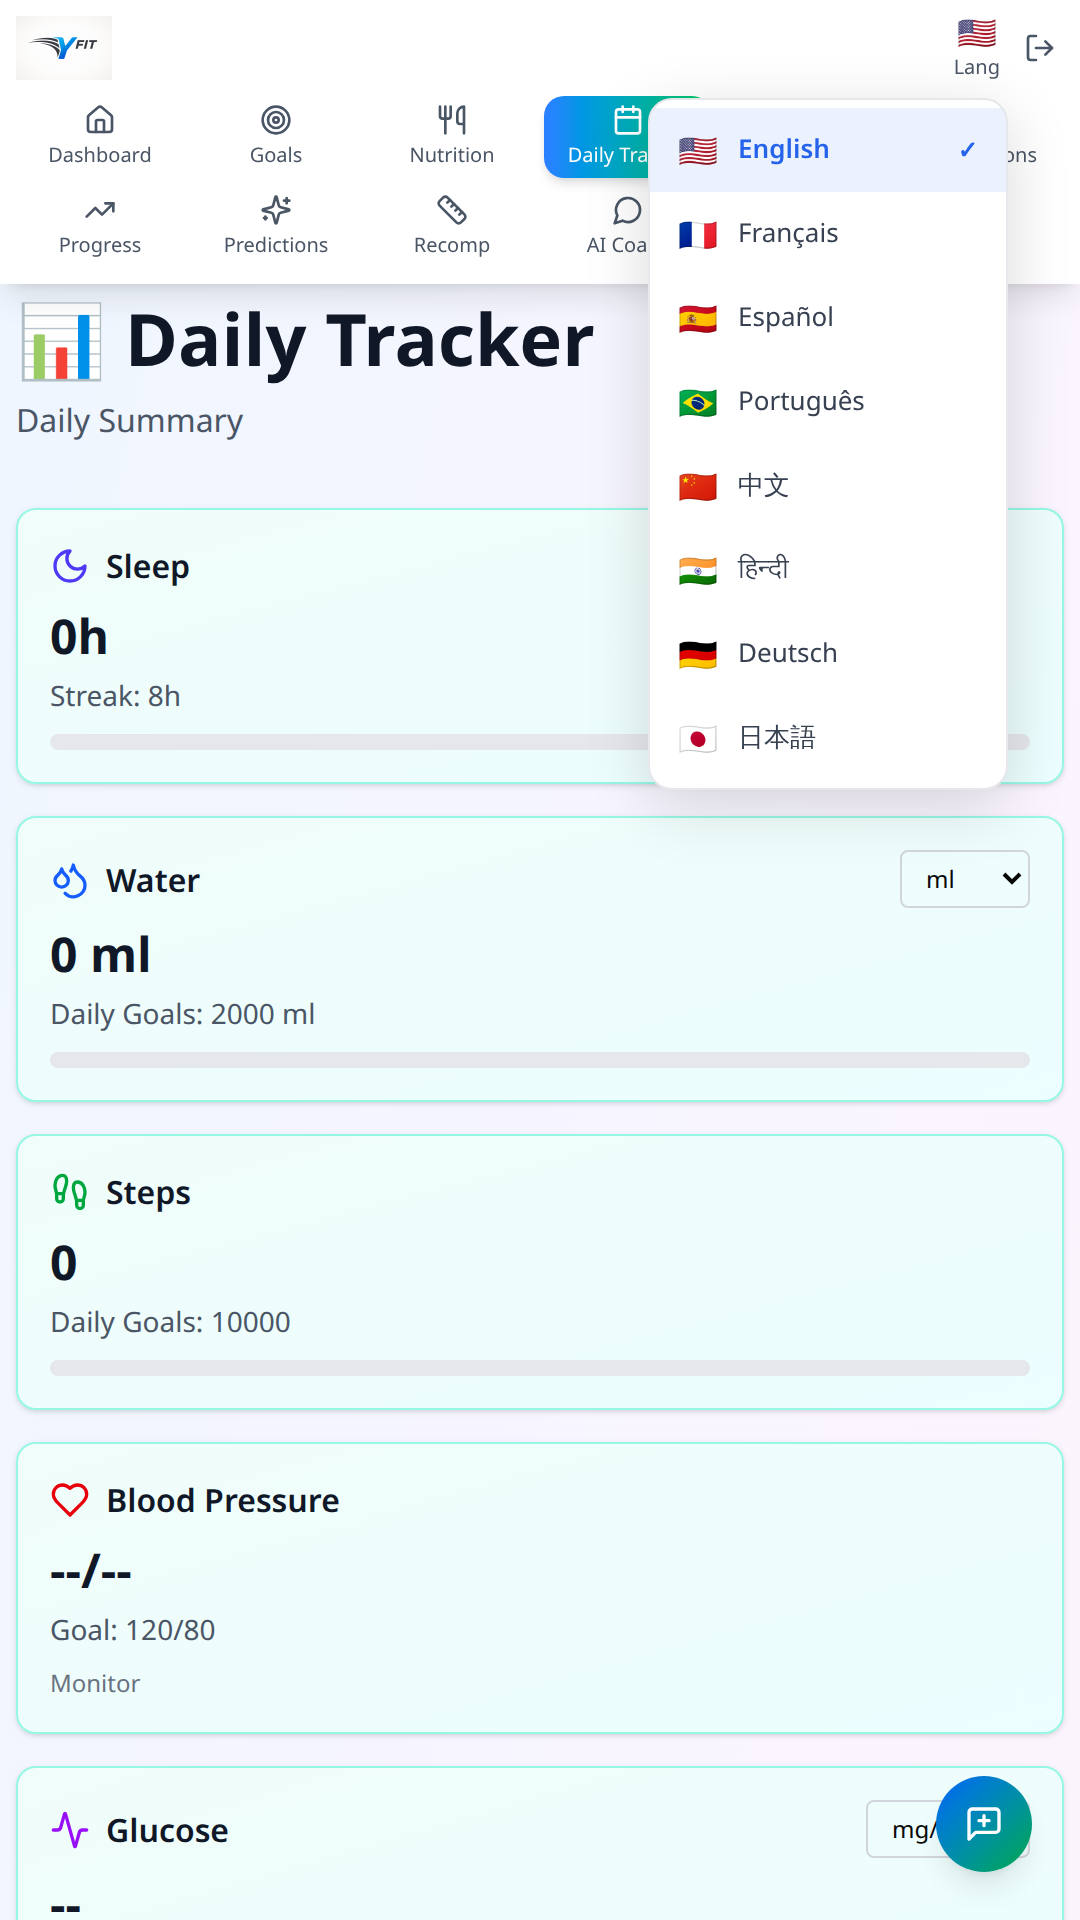 YFIT
Lang
Dashboard
Goals
Nutrition
Daily Tra
ons
Progress
Predictions
Recomp
AI Coa
English ✓
Français
Español
Português
中文
हिन्दी
Deutsch
日本語
📊 Daily Tracker
Daily Summary
Sleep
0h
Streak: 8h
Water
ml
0 ml
Daily Goals: 2000 ml
Steps
0
Daily Goals: 10000
Blood Pressure
--/--
Goal: 120/80
Monitor
Glucose
mg/
--